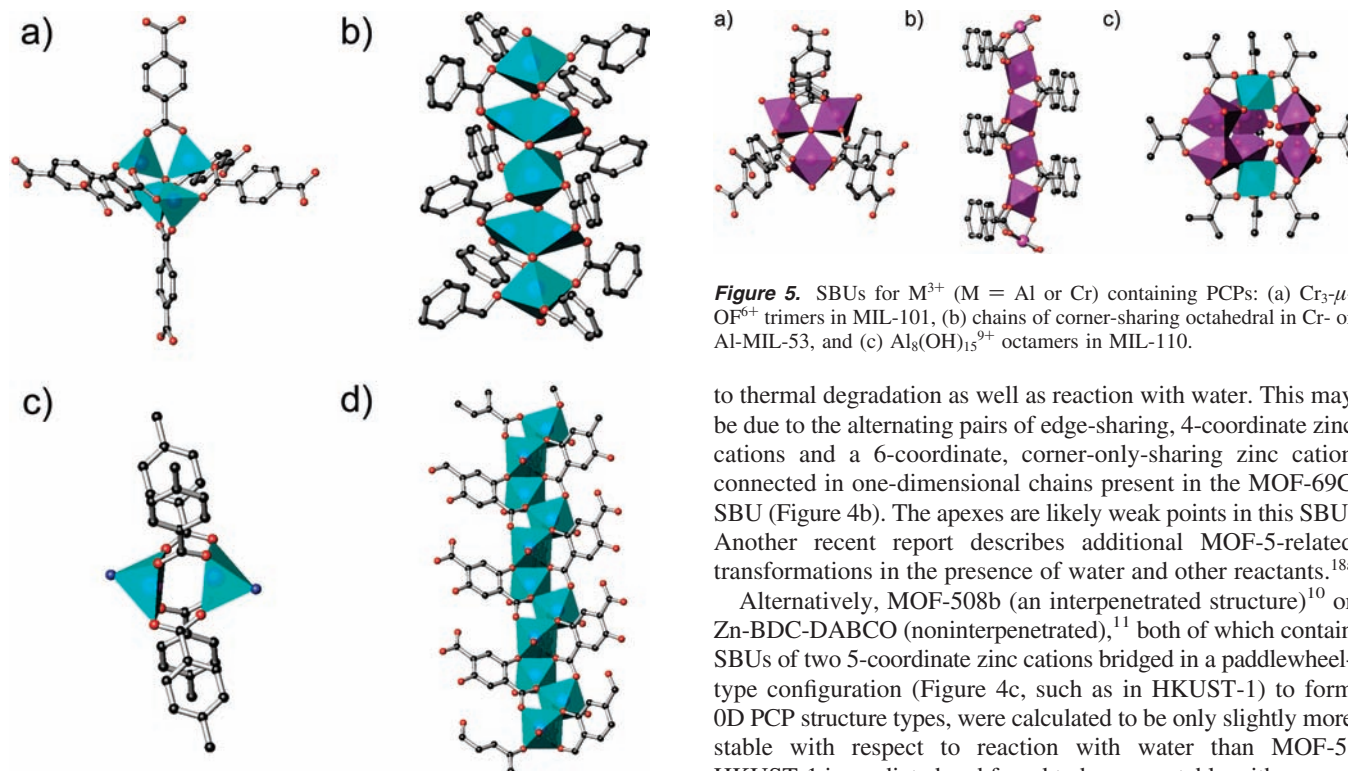 a)
b)
c)
d)
a)
b)
c)
Figure 5. SBUs for M³⁺ (M = Al or Cr) containing PCPs: (a) Cr₃-μ-
OF⁶⁺ trimers in MIL-101, (b) chains of corner-sharing octahedral in Cr- or
Al-MIL-53, and (c) Al₈(OH)₁₅⁹⁺ octamers in MIL-110.
to thermal degradation as well as reaction with water. This may
be due to the alternating pairs of edge-sharing, 4-coordinate zinc
cations and a 6-coordinate, corner-only-sharing zinc cation
connected in one-dimensional chains present in the MOF-69C
SBU (Figure 4b). The apexes are likely weak points in this SBU.
Another recent report describes additional MOF-5-related
transformations in the presence of water and other reactants.¹⁸ᵃ
Alternatively, MOF-508b (an interpenetrated structure)¹⁰ or
Zn-BDC-DABCO (noninterpenetrated),¹¹ both of which contain
SBUs of two 5-coordinate zinc cations bridged in a paddlewheel-
type configuration (Figure 4c, such as in HKUST-1) to form
0D PCP structure types, were calculated to be only slightly more
stable with respect to reaction with water than MOF-5.